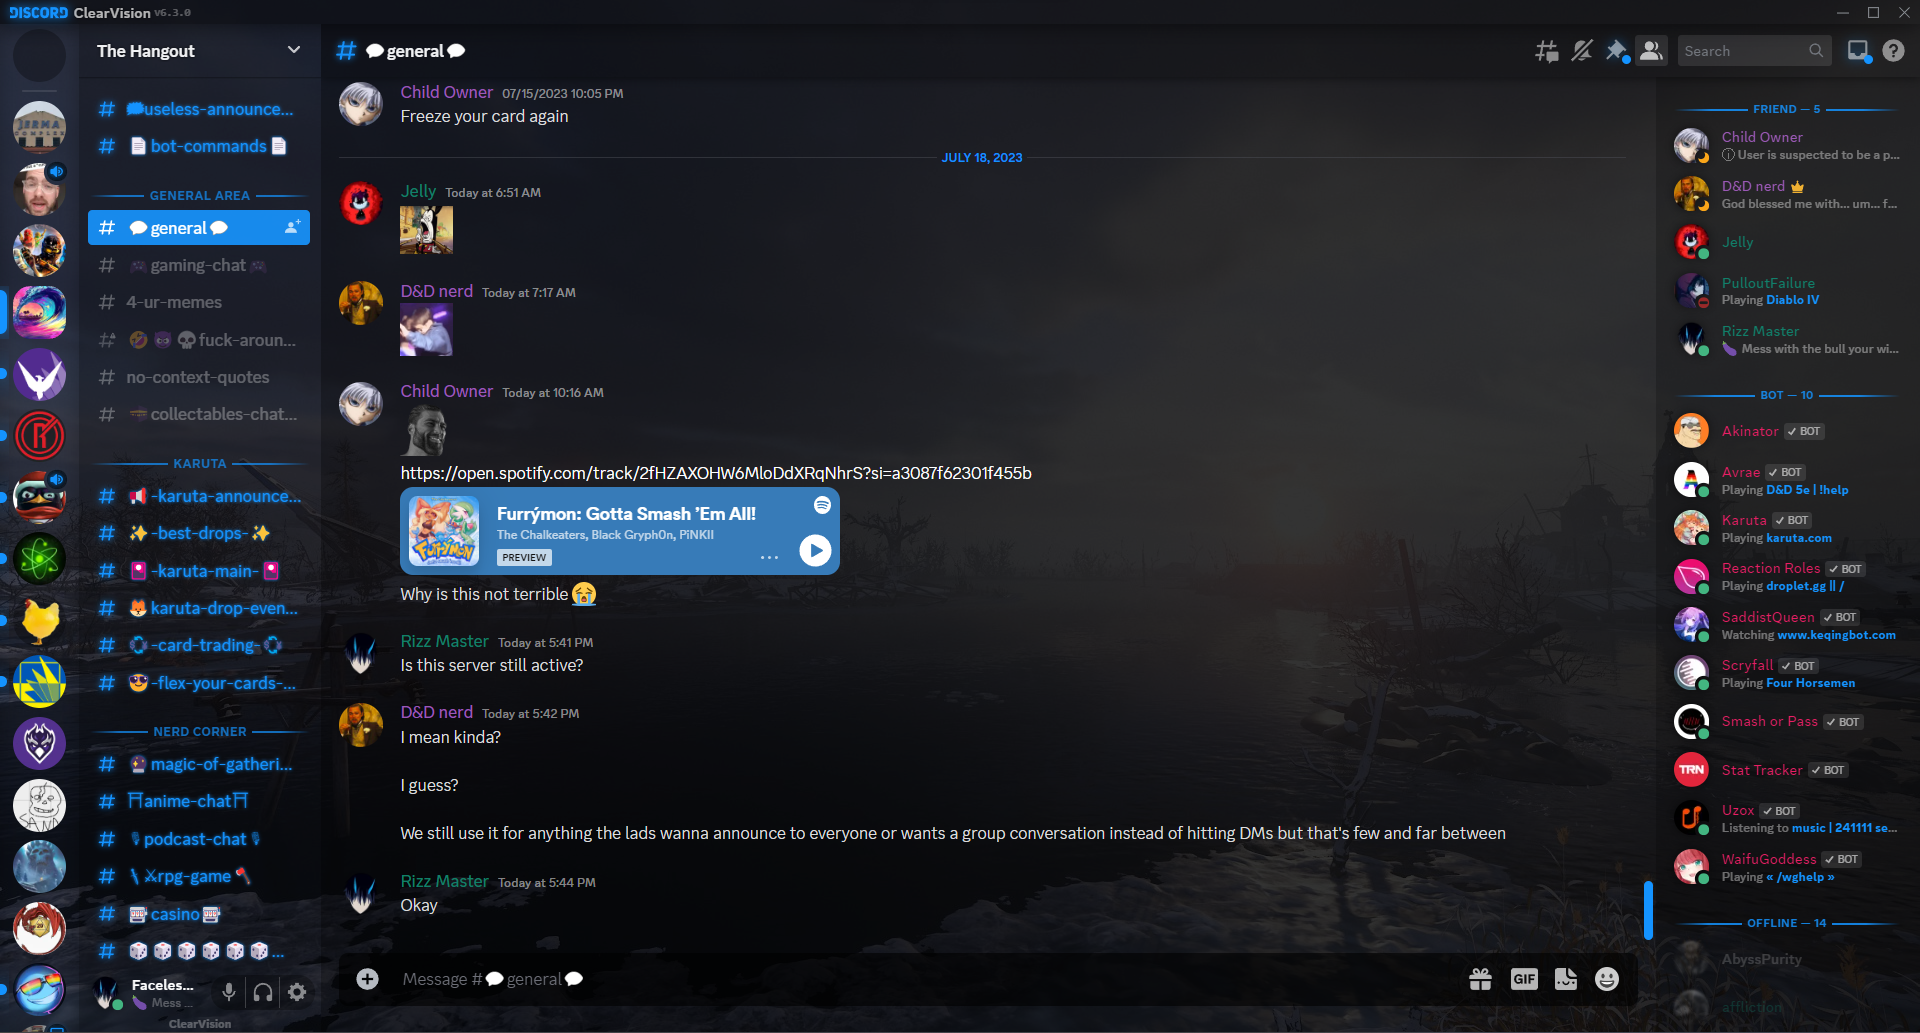 DISCORD ClearVision v6.3.0
The Hangout
useless-announce...
bot-commands
GENERAL AREA
general
gaming-chat
4-ur-memes
fuck-aroun...
no-context-quotes
collectables-chat...
KARUTA
-karuta-announce...
-best-drops-
-karuta-main-
karuta-drop-even...
-card-trading-
-flex-your-cards-...
NERD CORNER
magic-of-gatheri...
anime-chat
podcast-chat
rpg-game
casino
...
Faceles...
Mess ...
ClearVision
general
Search
Child Owner 07/15/2023 10:05 PM
Freeze your card again
JULY 18, 2023
Jelly Today at 6:51 AM
D&D nerd Today at 7:17 AM
Child Owner Today at 10:16 AM
https://open.spotify.com/track/2fHZAXOHW6MloDdXRqNhrS?si=a3087f62301f455b
Furrýmon: Gotta Smash ’Em All!
The Chalkeaters, Black Gryph0n, PiNKII
PREVIEW
Why is this not terrible 😭
Rizz Master Today at 5:41 PM
Is this server still active?
D&D nerd Today at 5:42 PM
I mean kinda?
I guess?
We still use it for anything the lads wanna announce to everyone or wants a group conversation instead of hitting DMs but that's few and far between
Rizz Master Today at 5:44 PM
Okay
Message # general
GIF
FRIEND — 5
Child Owner
User is suspected to be a p...
D&D nerd
God blessed me with... um... f...
Jelly
PulloutFailure
Playing Diablo IV
Rizz Master
Mess with the bull your wi...
BOT — 10
Akinator BOT
Avrae BOT
Playing D&D 5e | !help
Karuta BOT
Playing karuta.com
Reaction Roles BOT
Playing droplet.gg || /
SaddistQueen BOT
Watching www.keqingbot.com
Scryfall BOT
Playing Four Horsemen
Smash or Pass BOT
TRN
Stat Tracker BOT
Uzox BOT
Listening to music | 241111 se...
WaifuGoddess BOT
Playing « /wghelp »
OFFLINE — 14
AbyssPurity
affliction
JERMA
FURRYMON
SANS